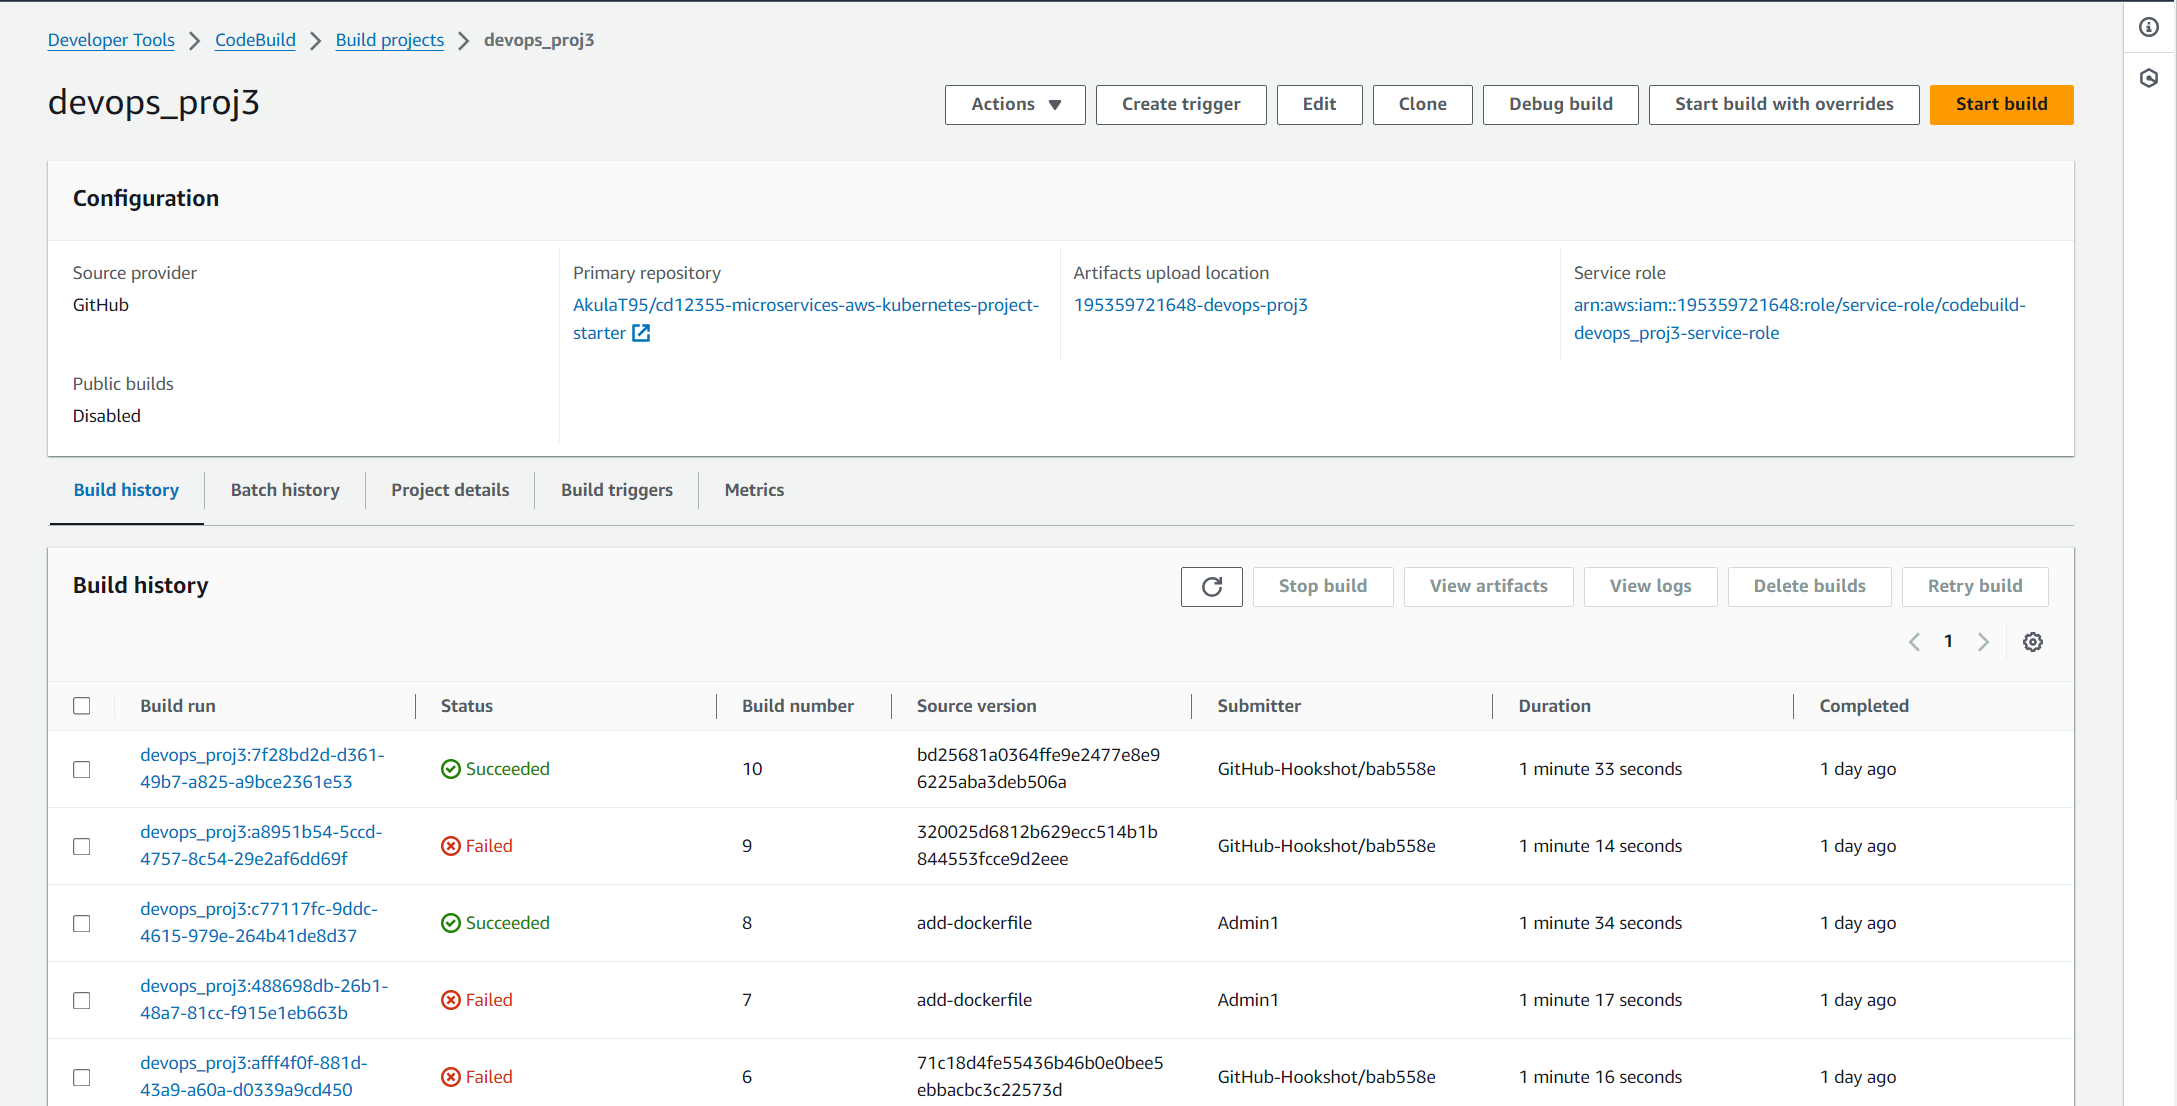 Developer Tools > CodeBuild > Build projects > devops_proj3
devops_proj3
Actions Create trigger Edit Clone Debug build Start build with overrides Start build
Configuration
Source provider
GitHub
Primary repository
AkulaT95/cd12355-microservices-aws-kubernetes-project-
starter
Artifacts upload location
195359721648-devops-proj3
Service role
arn:aws:iam::195359721648:role/service-role/codebuild-
devops_proj3-service-role
Public builds
Disabled
Build history Batch history Project details Build triggers Metrics
Build history
Stop build View artifacts View logs Delete builds Retry build
1
Build run Status Build number Source version Submitter Duration Completed
devops_proj3:7f28bd2d-d361-
49b7-a825-a9bce2361e53
Succeeded
10
bd25681a0364ffe9e2477e8e9
6225aba3deb506a
GitHub-Hookshot/bab558e
1 minute 33 seconds
1 day ago
devops_proj3:a8951b54-5ccd-
4757-8c54-29e2af6dd69f
Failed
9
320025d6812b629ecc514b1b
844553fcce9d2eee
GitHub-Hookshot/bab558e
1 minute 14 seconds
1 day ago
devops_proj3:c77117fc-9ddc-
4615-979e-264b41de8d37
Succeeded
8
add-dockerfile
Admin1
1 minute 34 seconds
1 day ago
devops_proj3:488698db-26b1-
48a7-81cc-f915e1eb663b
Failed
7
add-dockerfile
Admin1
1 minute 17 seconds
1 day ago
devops_proj3:afff4f0f-881d-
43a9-a60a-d0339a9cd450
Failed
6
71c18d4fe55436b46b0e0bee5
ebbacbc3c22573d
GitHub-Hookshot/bab558e
1 minute 16 seconds
1 day ago